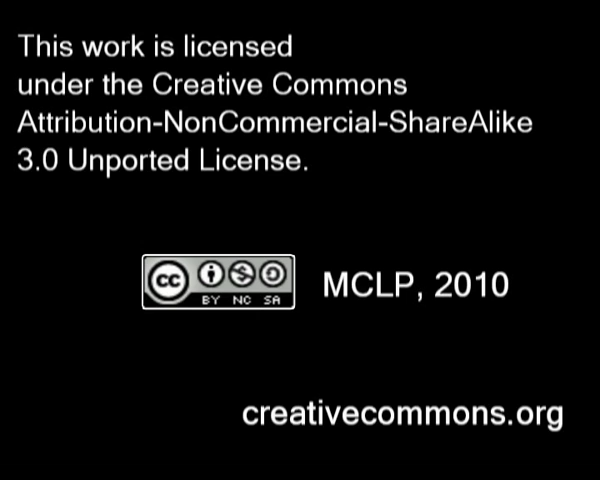 This work is licensed
under the Creative Commons
Attribution-NonCommercial-ShareAlike
3.0 Unported License.
cc
BY NC SA
MCLP, 2010
creativecommons.org